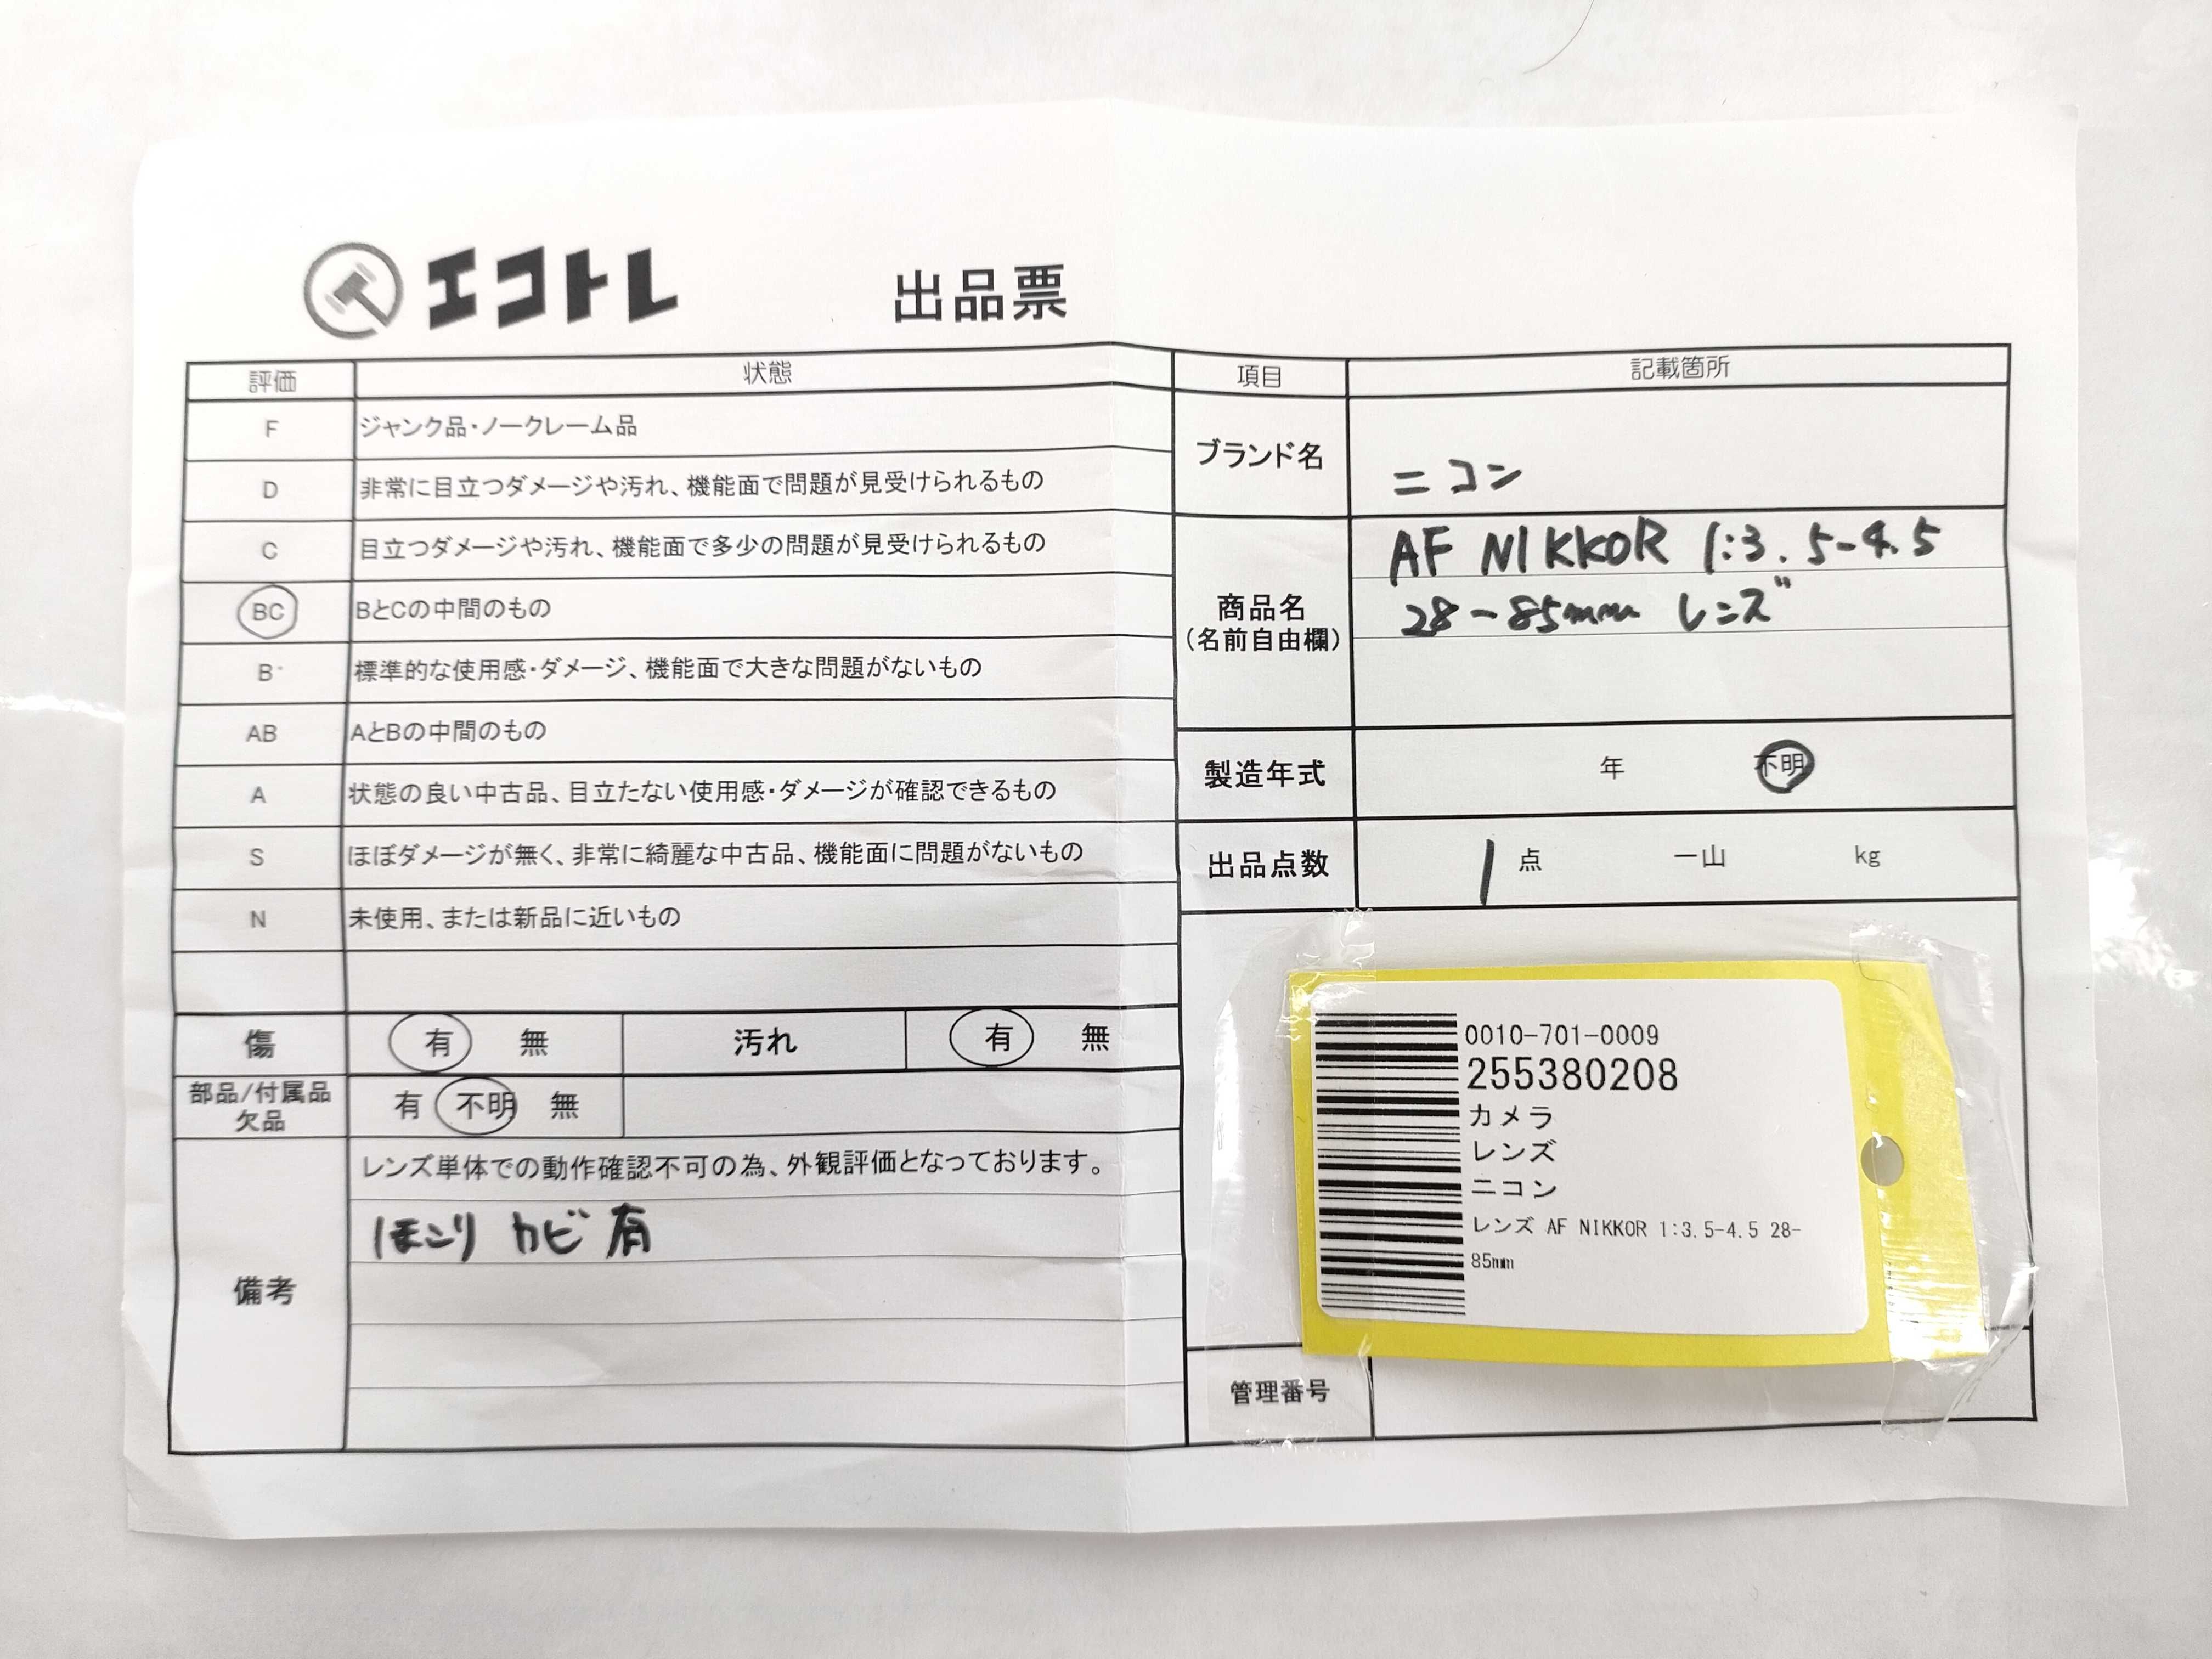 エコトレ 出品票
評価 状態
F ジャンク品・ノークレーム品
D 非常に目立つダメージや汚れ、機能面で問題が見受けられるもの
C 目立つダメージや汚れ、機能面で多少の問題が見受けられるもの
BC BとCの中間のもの
B 標準的な使用感・ダメージ、機能面で大きな問題がないもの
AB AとBの中間のもの
A 状態の良い中古品、目立たない使用感・ダメージが確認できるもの
S ほぼダメージが無く、非常に綺麗な中古品、機能面に問題がないもの
N 未使用、または新品に近いもの
傷 有 無 汚れ 有 無
部品/付属品
欠品
有 不明 無
備考
レンズ単体での動作確認不可の為、外観評価となっております。
ほこり カビ 有
項目 記載箇所
ブランド名 ニコン
商品名
(名前自由欄)
AF NIKKOR 1:3.5-4.5
28-85mm レンズ
製造年式 年 不明
出品点数 1 点 一山 kg
0010-701-0009
255380208
カメラ
レンズ
ニコン
レンズ AF NIKKOR 1:3.5-4.5 28-
85mm
管理番号